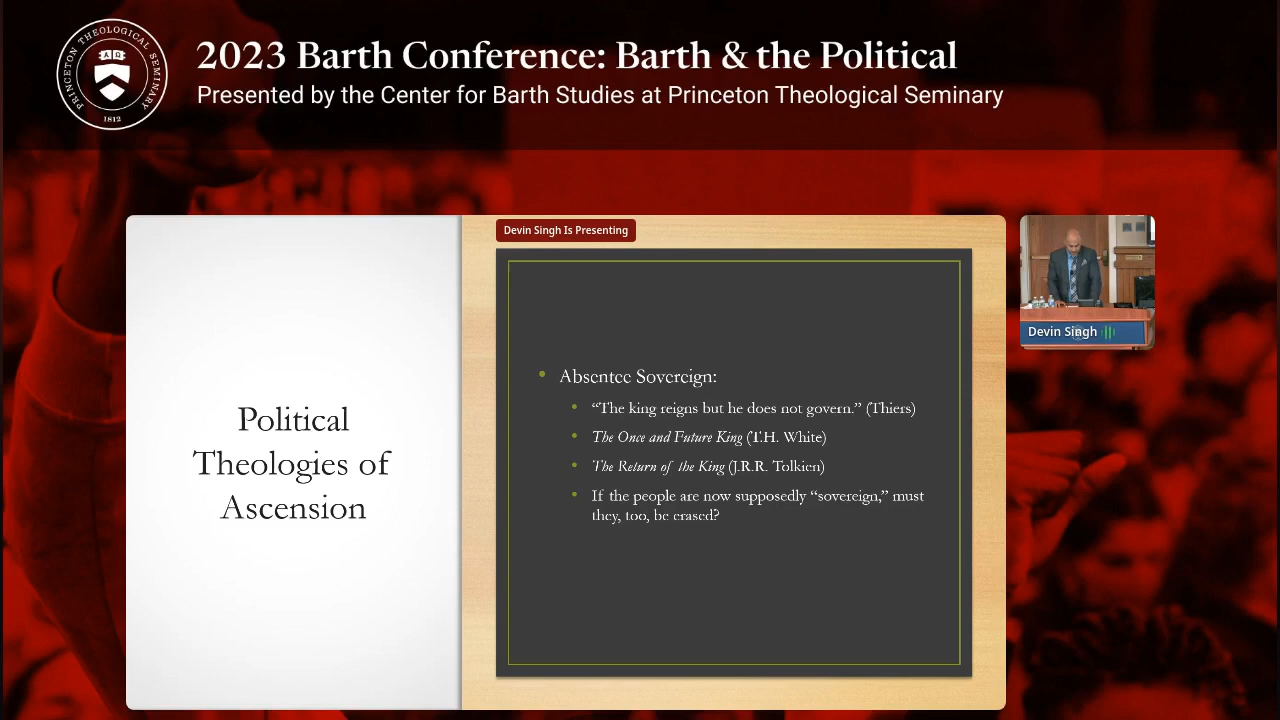 PRINCETON THEOLOGICAL SEMINARY
1812
2023 Barth Conference: Barth & the Political
Presented by the Center for Barth Studies at Princeton Theological Seminary
Devin Singh Is Presenting
Political
Theologies of
Ascension
• Absentee Sovereign:
• “The king reigns but he does not govern.” (Thiers)
• The Once and Future King (T.H. White)
• The Return of the King (J.R.R. Tolkien)
• If the people are now supposedly “sovereign,” must
they, too, be erased?
Devin Singh